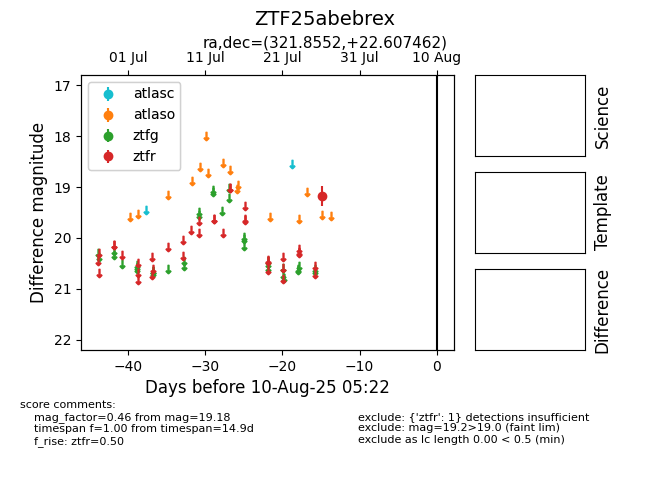 ZTF25abebrex
ra,dec=(321.8552,+22.607462)
01 Jul 11 Jul 21 Jul 31 Jul 10 Aug
atlasc
atlaso
ztfg
ztfr
17
18
19
20
21
22
Difference magnitude
−40 −30 −20 −10 0
Days before 10-Aug-25 05:22
Science
Template
Difference
score comments:
mag_factor=0.46 from mag=19.18
timespan f=1.00 from timespan=14.9d
f_rise: ztfr=0.50
exclude: {'ztfr': 1} detections insufficient
exclude: mag=19.2>19.0 (faint lim)
exclude as lc length 0.00 < 0.5 (min)